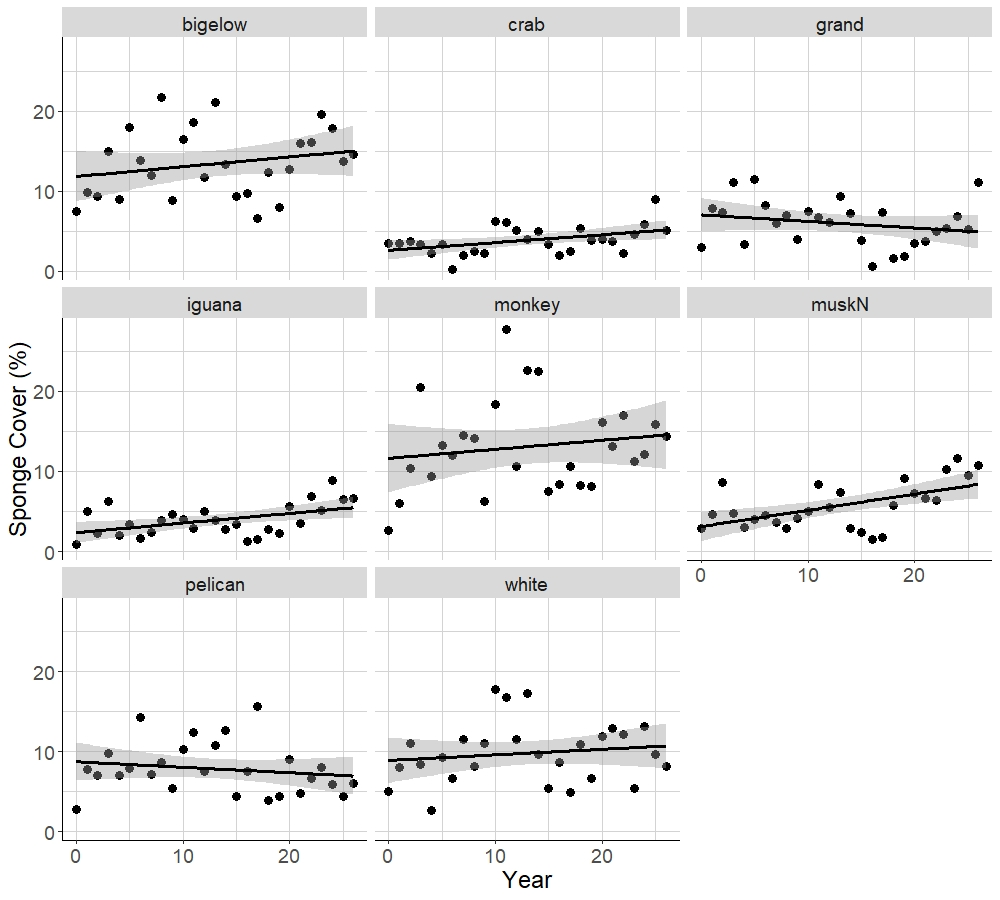 bigelow crab grand
20
10
0
iguana monkey muskN
20
10
0
0 10 20
pelican white
20
10
0
0 10 20 0 10 20
Year
Sponge Cover (%)